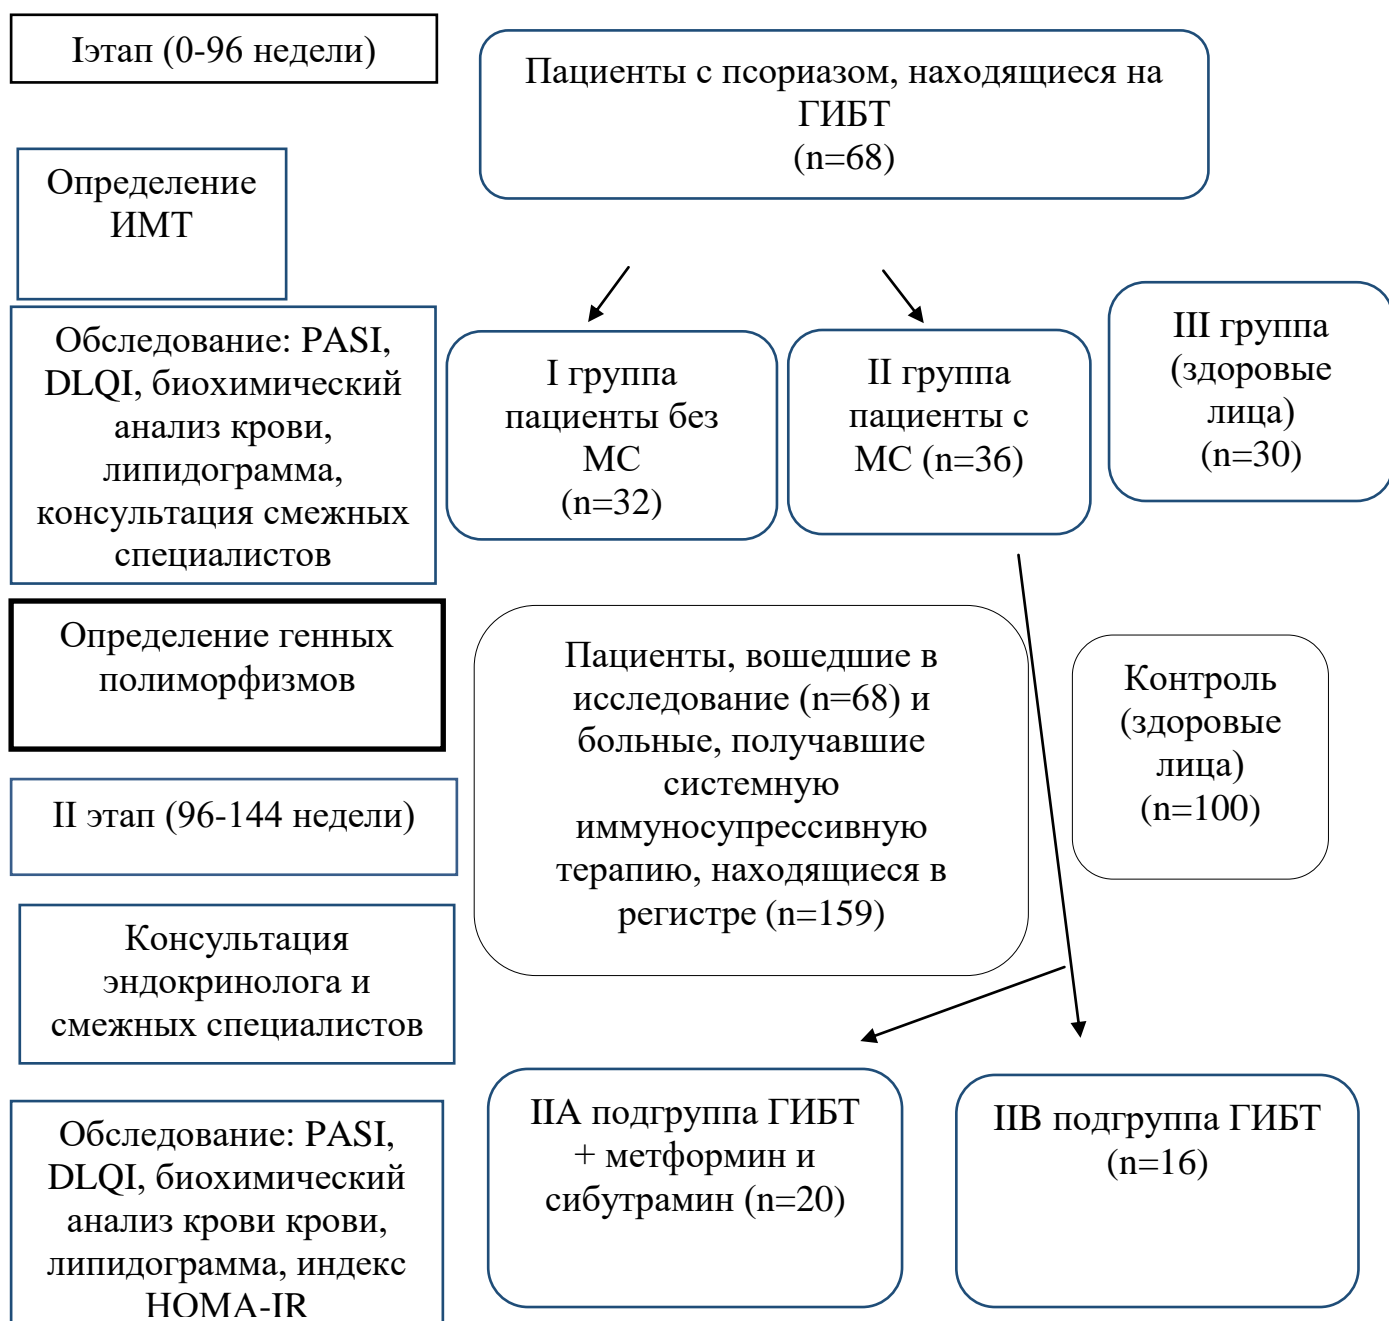 Iэтап (0-96 недели)
Пациенты с псориазом, находящиеся на
ГИБТ
(n=68)
Определение
ИМТ
Обследование: PASI,
DLQI, биохимический
анализ крови,
липидограмма,
консультация смежных
специалистов
I группа
пациенты без
МС
(n=32)
II группа
пациенты с
МС (n=36)
III группа
(здоровые
лица)
(n=30)
Определение генных
полиморфизмов
Пациенты, вошедшие в
исследование (n=68) и
больные, получавшие
системную
иммуносупрессивную
терапию, находящиеся в
регистре (n=159)
Контроль
(здоровые
лица)
(n=100)
II этап (96-144 недели)
Консультация
эндокринолога и
смежных специалистов
Обследование: PASI,
DLQI, биохимический
анализ крови крови,
липидограмма, индекс
HOMA-IR
IIA подгруппа ГИБТ
+ метформин и
сибутрамин (n=20)
IIB подгруппа ГИБТ
(n=16)